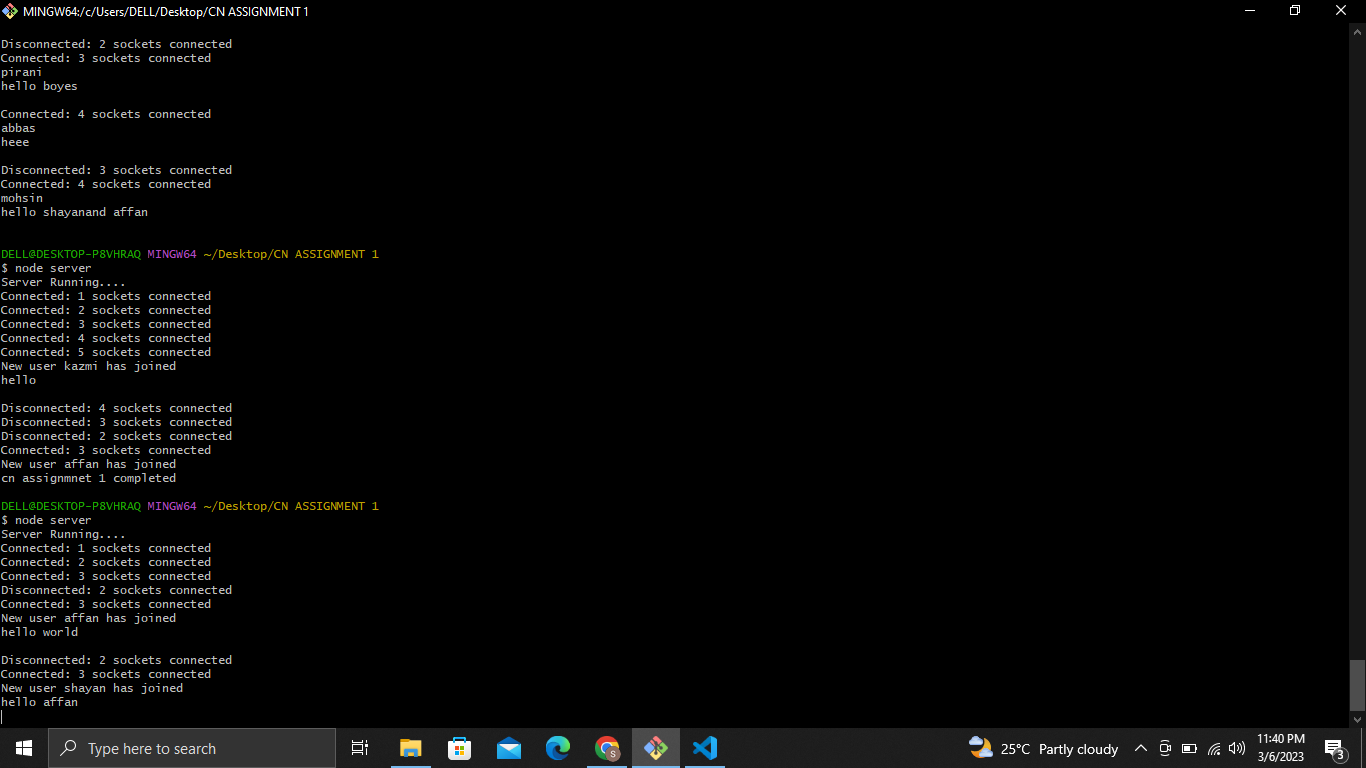 MINGW64:/c/Users/DELL/Desktop/CN ASSIGNMENT 1
Disconnected: 2 sockets connected
Connected: 3 sockets connected
pirani
hello boyes
Connected: 4 sockets connected
abbas
heee
Disconnected: 3 sockets connected
Connected: 4 sockets connected
mohsin
hello shayanand affan
DELL@DESKTOP-P8VHRAQ MINGW64 ~/Desktop/CN ASSIGNMENT 1
$ node server
Server Running....
Connected: 1 sockets connected
Connected: 2 sockets connected
Connected: 3 sockets connected
Connected: 4 sockets connected
Connected: 5 sockets connected
New user kazmi has joined
hello
Disconnected: 4 sockets connected
Disconnected: 3 sockets connected
Disconnected: 2 sockets connected
Connected: 3 sockets connected
New user affan has joined
cn assignmnet 1 completed
DELL@DESKTOP-P8VHRAQ MINGW64 ~/Desktop/CN ASSIGNMENT 1
$ node server
Server Running....
Connected: 1 sockets connected
Connected: 2 sockets connected
Connected: 3 sockets connected
Disconnected: 2 sockets connected
Connected: 3 sockets connected
New user affan has joined
hello world
Disconnected: 2 sockets connected
Connected: 3 sockets connected
New user shayan has joined
hello affan
Type here to search
25°C Partly cloudy
11:40 PM
3/6/2023
3